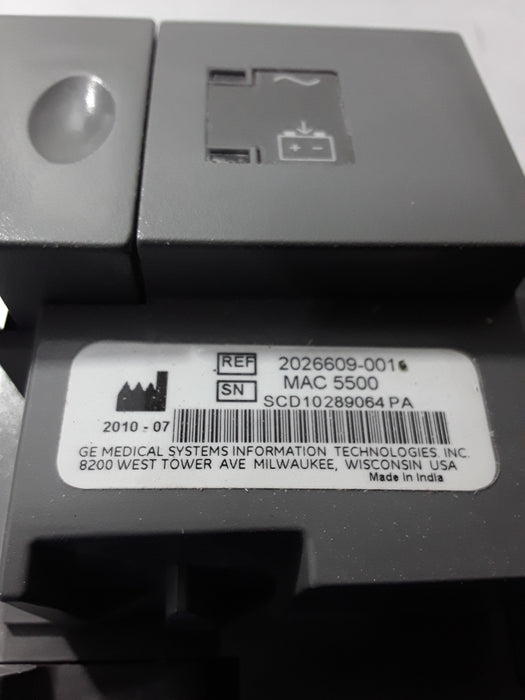 REF 2026609-001
SN MAC 5500
SCD10289064 PA
2010 - 07
GE MEDICAL SYSTEMS INFORMATION TECHNOLOGIES. INC.
8200 WEST TOWER AVE MILWAUKEE, WISCONSIN USA
Made in India